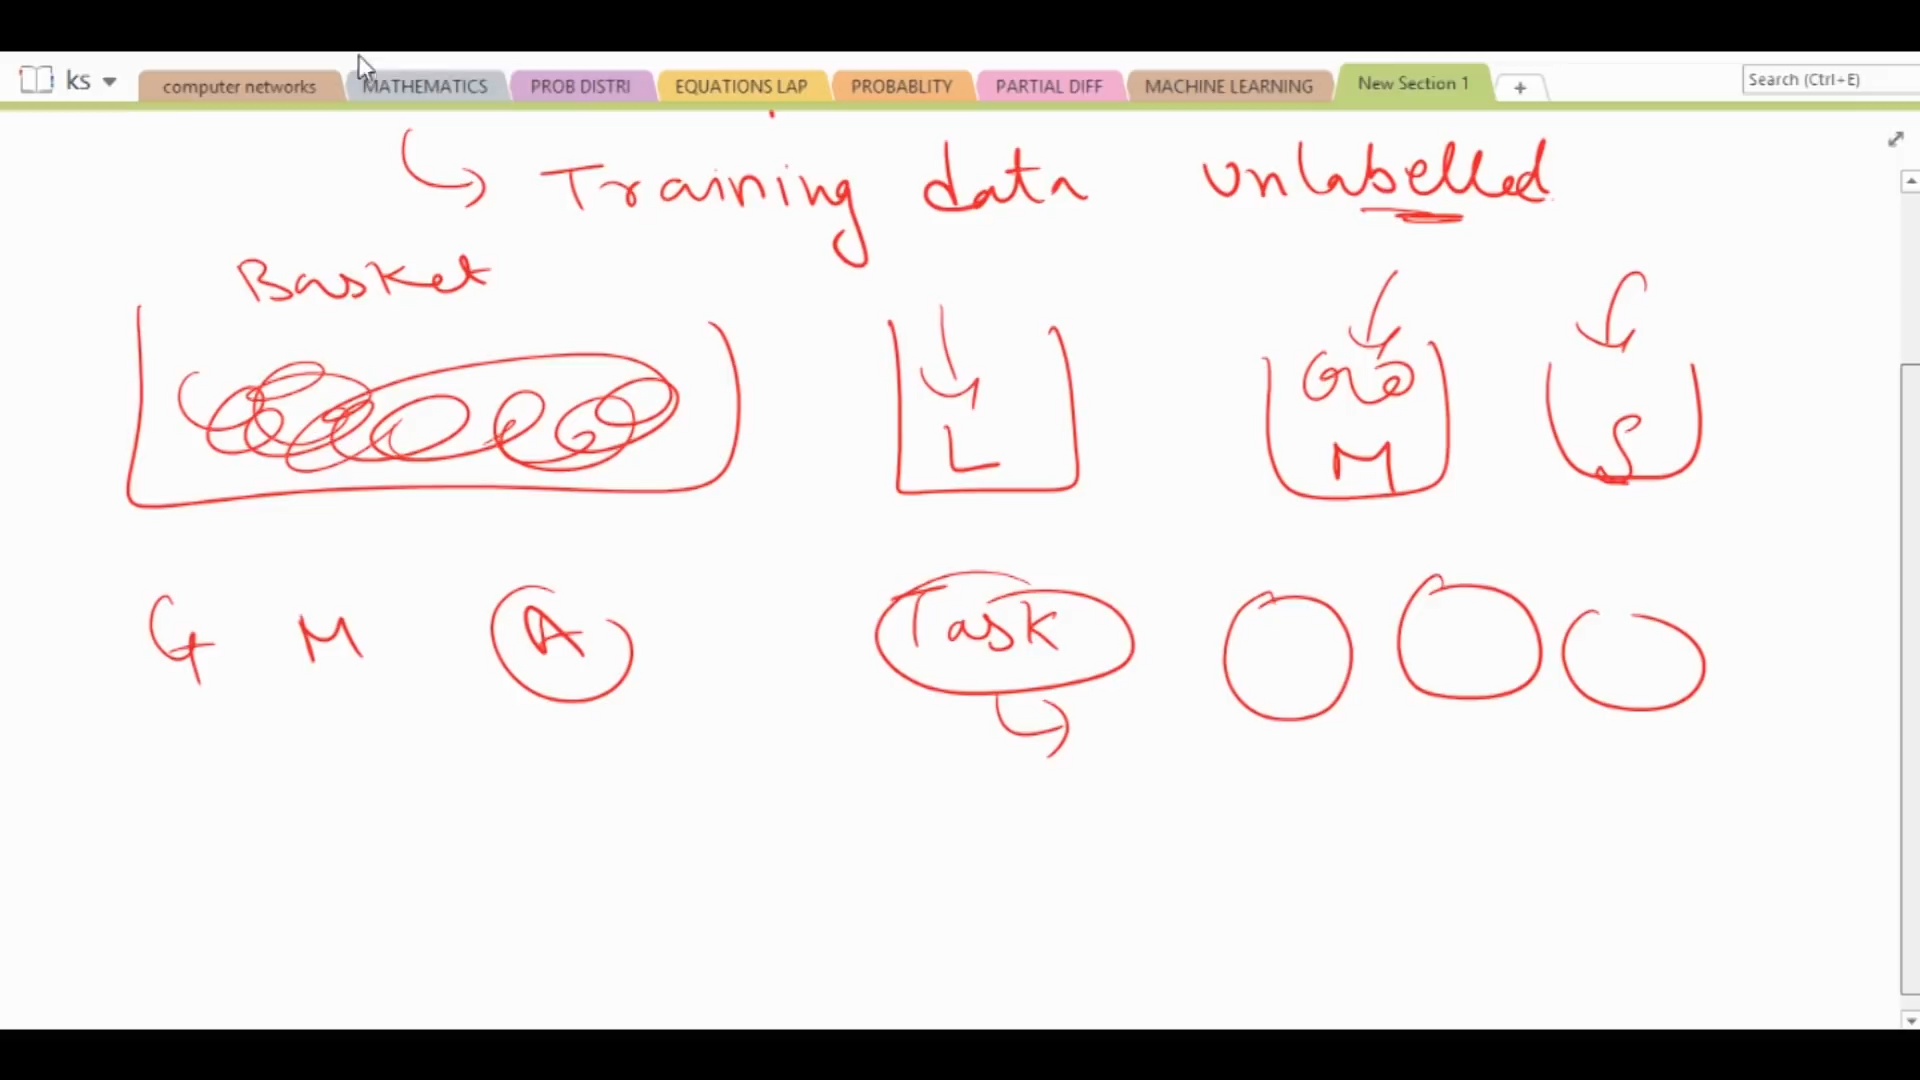 ks
computer networks MATHEMATICS PROB DISTRI EQUATIONS LAP PROBABLITY PARTIAL DIFF MACHINE LEARNING New Section 1 +
Search (Ctrl+E)
Training data unlabelled
Basket
L M S
G M A Task